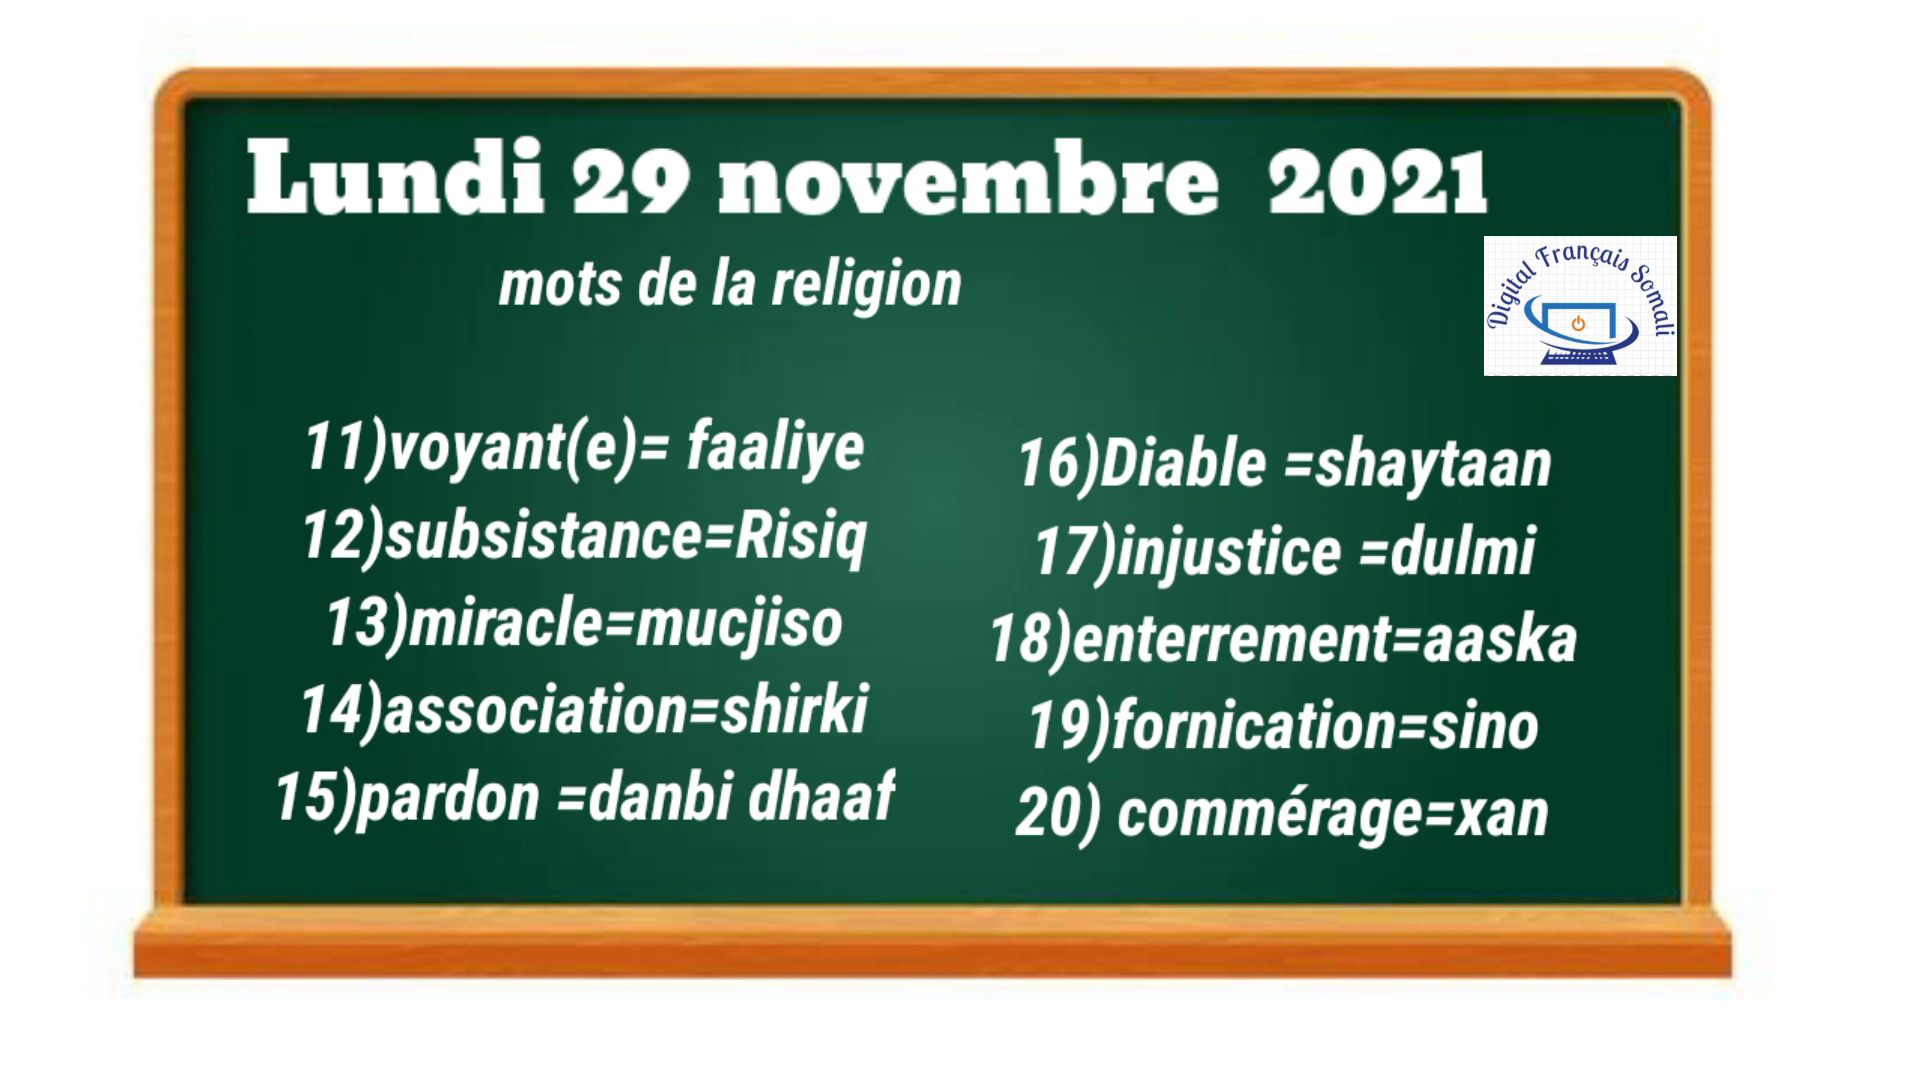 Lundi 29 novembre 2021
mots de la religion
Digital Français Somali
11)voyant(e)= faaliye
12)subsistance=Risiq
13)miracle=mucjiso
14)association=shirki
15)pardon =danbi dhaaf
16)Diable =shaytaan
17)injustice =dulmi
18)enterrement=aaska
19)fornication=sino
20) commérage=xan